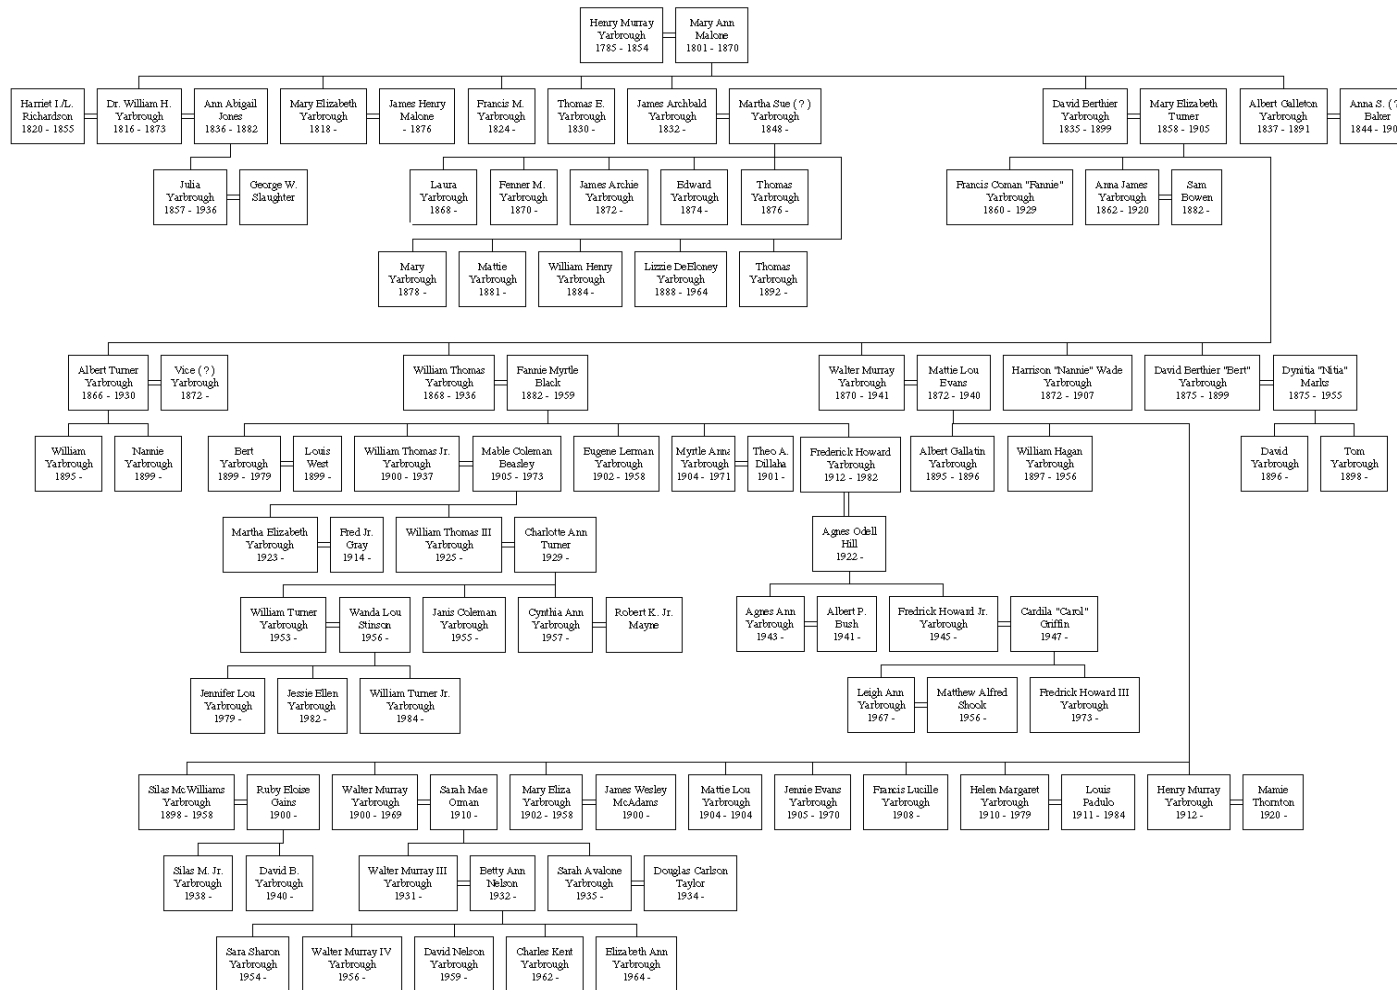 Henry Murray
Yarbrough
1785 - 1854
Mary Ann
Malone
1801 - 1870
Harriet I./L.
Richardson
1820 - 1855
Dr. William H.
Yarbrough
1816 - 1873
Ann Abigail
Jones
1836 - 1882
Mary Elizabeth
Yarbrough
1818 -
James Henry
Malone
- 1876
Francis M.
Yarbrough
1824 -
Thomas E.
Yarbrough
1830 -
James Archbald
Yarbrough
1832 -
Martha Sue (?)
Yarbrough
1848 -
David Berthier
Yarbrough
1835 - 1899
Mary Elizabeth
Turner
1858 - 1905
Albert Galleton
Yarbrough
1837 - 1891
Anna S. (?
Baker
1844 - 190
Julia
Yarbrough
1857 - 1936
George W.
Slaughter
Laura
Yarbrough
1868 -
Fenner M.
Yarbrough
1870 -
James Archie
Yarbrough
1872 -
Edward
Yarbrough
1874 -
Thomas
Yarbrough
1876 -
Francis Coman "Fannie"
Yarbrough
1860 - 1929
Anna James
Yarbrough
1862 - 1920
Sam
Bowen
1882 -
Mary
Yarbrough
1878 -
Mattie
Yarbrough
1881 -
William Henry
Yarbrough
1884 -
Lizzie DeEloney
Yarbrough
1888 - 1964
Thomas
Yarbrough
1892 -
Albert Turner
Yarbrough
1866 - 1930
Vice (?)
Yarbrough
1872 -
William Thomas
Yarbrough
1868 - 1936
Fannie Myrtle
Black
1882 - 1959
Walter Murray
Yarbrough
1870 - 1941
Mattie Lou
Evans
1872 - 1940
Harrison "Nannie" Wade
Yarbrough
1872 - 1907
David Berthier "Bert"
Yarbrough
1875 - 1899
Dynitia "Nitia"
Marks
1875 - 1955
William
Yarbrough
1895 -
Nannie
Yarbrough
1899 -
Bert
Yarbrough
1899 - 1979
Louis
West
1899 -
William Thomas Jr.
Yarbrough
1900 - 1937
Mable Coleman
Beasley
1905 - 1973
Eugene Lerman
Yarbrough
1902 - 1958
Myrtle Anna
Yarbrough
1904 - 1971
Theo A.
Dillaha
1901 -
Frederick Howard
Yarbrough
1912 - 1982
Albert Gallatin
Yarbrough
1895 - 1896
William Hagan
Yarbrough
1897 - 1956
David
Yarbrough
1896 -
Tom
Yarbrough
1898 -
Martha Elizabeth
Yarbrough
1923 -
Fred Jr.
Gray
1914 -
William Thomas III
Yarbrough
1925 -
Charlotte Ann
Turner
1929 -
Agnes Odell
Hill
1922 -
William Turner
Yarbrough
1953 -
Wanda Lou
Stinson
1956 -
Janis Coleman
Yarbrough
1955 -
Cynthia Ann
Yarbrough
1957 -
Robert K. Jr.
Mayne
Agnes Ann
Yarbrough
1943 -
Albert P.
Bush
1941 -
Fredrick Howard Jr.
Yarbrough
1945 -
Cardila "Carol"
Griffin
1947 -
Jennifer Lou
Yarbrough
1979 -
Jessie Ellen
Yarbrough
1982 -
William Turner Jr.
Yarbrough
1984 -
Leigh Ann
Yarbrough
1967 -
Matthew Alfred
Shook
1956 -
Fredrick Howard III
Yarbrough
1973 -
Silas McWilliams
Yarbrough
1898 - 1958
Ruby Eloise
Gains
1900 -
Walter Murray
Yarbrough
1900 - 1969
Sarah Mae
Orman
1910 -
Mary Eliza
Yarbrough
1902 - 1958
James Wesley
McAdams
1900 -
Mattie Lou
Yarbrough
1904 - 1904
Jennie Evans
Yarbrough
1905 - 1970
Francis Lucille
Yarbrough
1908 -
Helen Margaret
Yarbrough
1910 - 1979
Louis
Padulo
1911 - 1984
Henry Murray
Yarbrough
1912 -
Mamie
Thornton
1920 -
Silas M. Jr.
Yarbrough
1938 -
David B.
Yarbrough
1940 -
Walter Murray III
Yarbrough
1931 -
Betty Ann
Nelson
1932 -
Sarah Avalone
Yarbrough
1935 -
Douglas Carlson
Taylor
1934 -
Sara Sharon
Yarbrough
1954 -
Walter Murray IV
Yarbrough
1956 -
David Nelson
Yarbrough
1959 -
Charles Kent
Yarbrough
1962 -
Elizabeth Ann
Yarbrough
1964 -